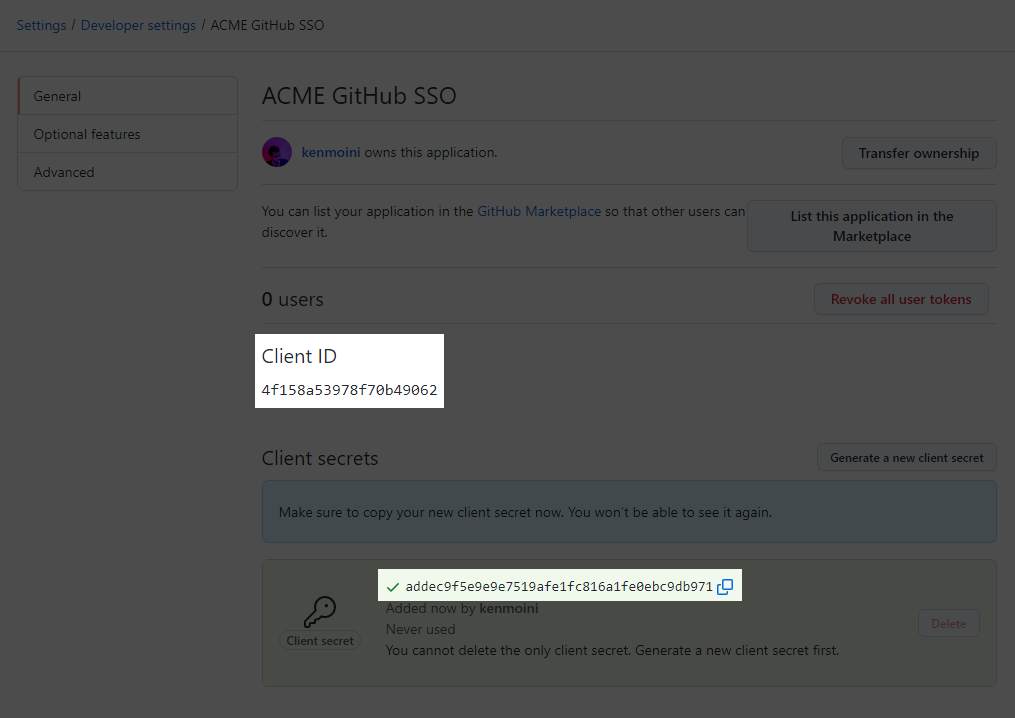 Settings / Developer settings / ACME GitHub SSO
General
Optional features
Advanced
ACME GitHub SSO
kenmoini owns this application.
Transfer ownership
You can list your application in the GitHub Marketplace so that other users can
discover it.
List this application in the
Marketplace
0 users
Revoke all user tokens
Client ID
4f158a53978f70b49062
Client secrets
Generate a new client secret
Make sure to copy your new client secret now. You won't be able to see it again.
addec9f5e9e9e7519afe1fc816a1fe0ebc9db971
Added now by kenmoini
Never used
You cannot delete the only client secret. Generate a new client secret first.
Client secret
Delete